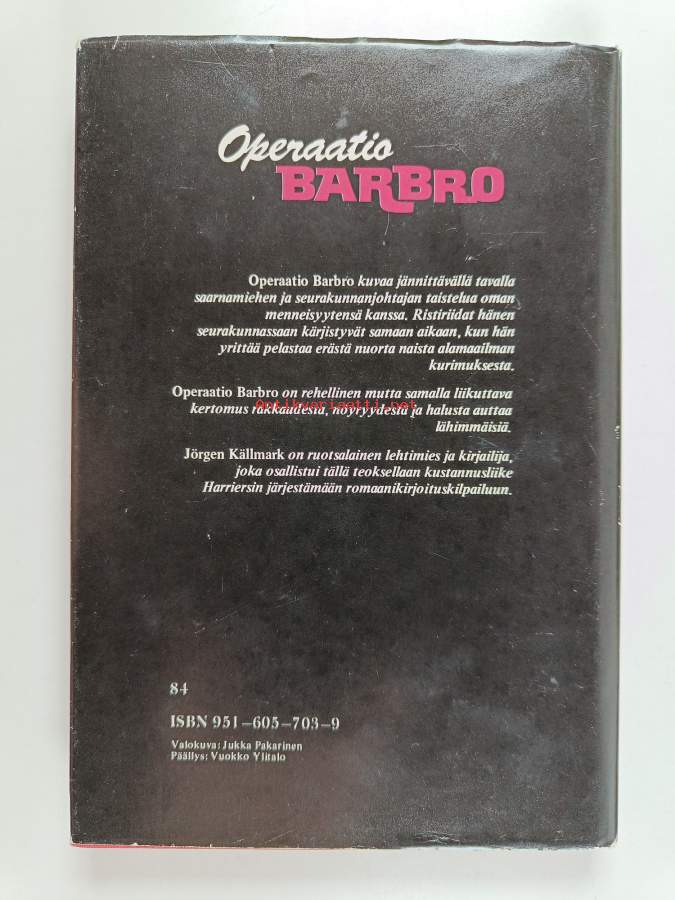 Operaatio
BARBRO
Operaatio Barbro kuvaa jännittävällä tavalla
saarnamiehen ja seurakunnanjohtajan taistelua oman
menneisyytensä kanssa. Ristiriidat hänen
seurakunnassaan kärjistyvät samaan aikaan, kun hän
yrittää pelastaa erästä nuorta naista alamaailman
kurimuksesta.
Operaatio Barbro on rehellinen mutta samalla liikuttava
kertomus rakkaudesta, nöyryydestä ja halusta auttaa
Antikvariaatti.net
lähimmäisiä.
Jörgen Källmark on ruotsalainen lehtimies ja kirjailija,
joka osallistui tällä teoksellaan kustannusliike
Harriersin järjestämään romaanikirjoituskilpailuun.
84
ISBN 951-605-703-9
Valokuva: Jukka Pakarinen
Päällys: Vuokko Ylitalo